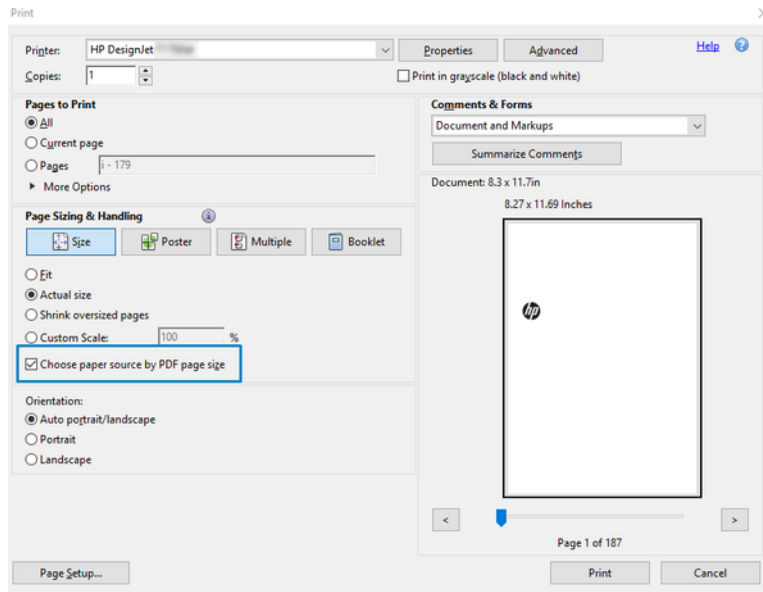 Print
Printer: HP DesignJet Properties Advanced Help
Copies: 1 Print in grayscale (black and white)
Pages to Print
All
Current page
Pages i - 179
More Options
Page Sizing & Handling
Size Poster Multiple Booklet
Fit
Actual size
Shrink oversized pages
Custom Scale: 100 %
Choose paper source by PDF page size
Orientation:
Auto portrait/landscape
Portrait
Landscape
Comments & Forms
Document and Markups
Summarize Comments
Document: 8.3 x 11.7in
8.27 x 11.69 Inches
hp
< >
Page 1 of 187
Page Setup... Print Cancel